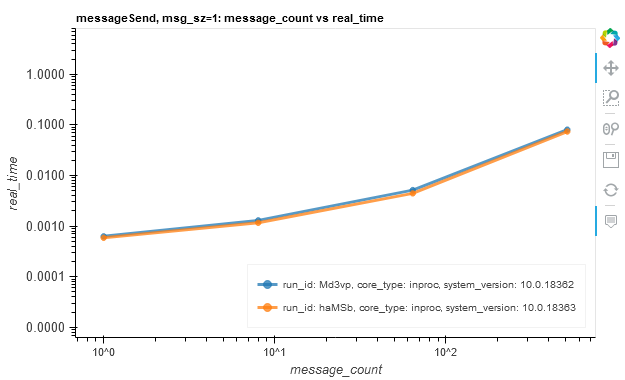 messageSend, msg_sz=1: message_count vs real_time
1.0000
0.1000
0.0100
0.0010
0.0001
0.0000
real_time
run_id: Md3vp, core_type: inproc, system_version: 10.0.18362
run_id: haMSb, core_type: inproc, system_version: 10.0.18363
10^0 10^1 10^2
message_count